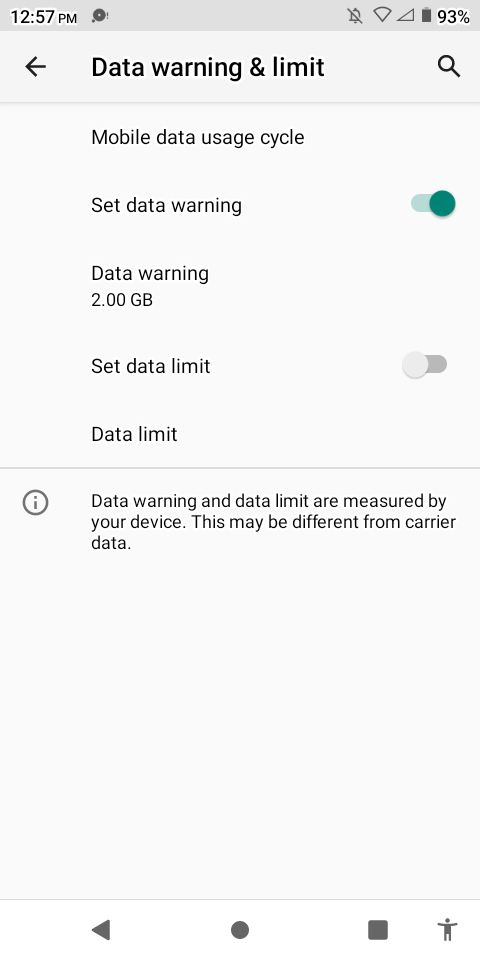 12:57 PM
93%
Data warning & limit
Mobile data usage cycle
Set data warning
Data warning
2.00 GB
Set data limit
Data limit
Data warning and data limit are measured by
your device. This may be different from carrier
data.